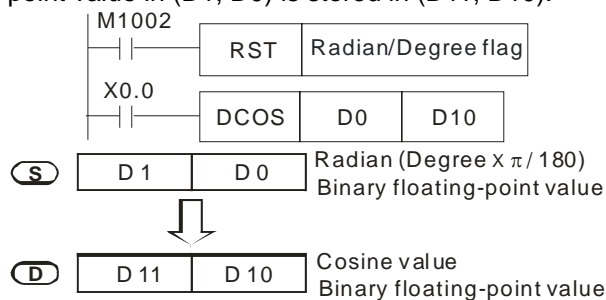 point value in (D1, D0) is stored in (D11, D10).
M1002
RST Radian/Degree flag
X0.0
DCOS D0 D10
S D 1 D 0 Radian (Degree x π / 180)
Binary floating-point value
D D 11 D 10 Cosine value
Binary floating-point value